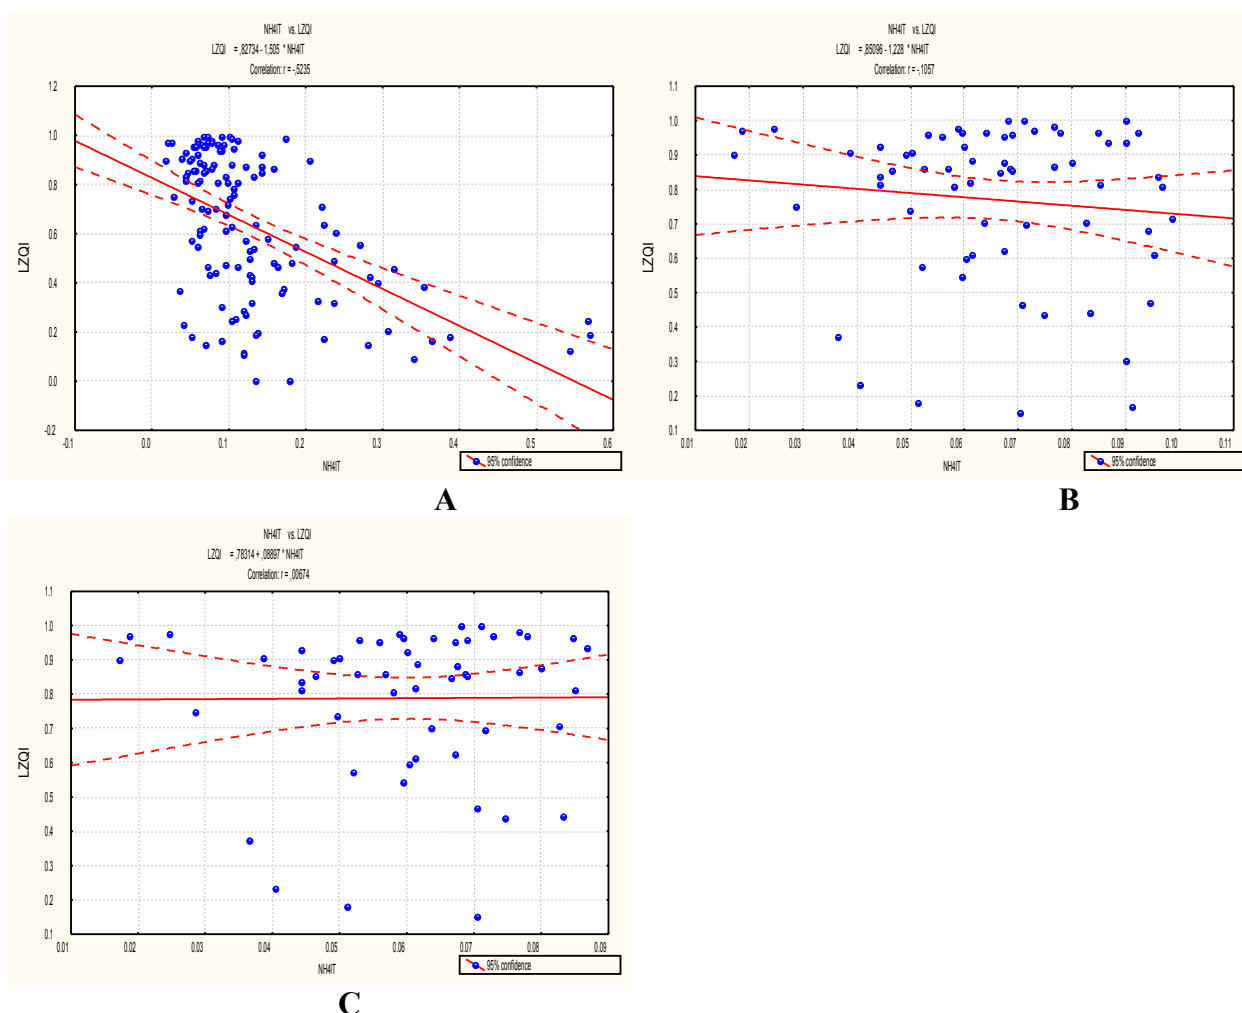 NH4IT vs. LZQI
LZQI = ,82734 - 1,505 * NH4IT
Correlation: r = -,5235
1.2
1.0
0.8
0.6
0.4
0.2
0.0
-0.2
LZQI
-0.1 0.0 0.1 0.2 0.3 0.4 0.5 0.6
NH4IT
95% confidence
A
NH4IT vs. LZQI
LZQI = ,85096 - 1,228 * NH4IT
Correlation: r = -,1057
1.1
1.0
0.9
0.8
0.7
0.6
0.5
0.4
0.3
0.2
0.1
LZQI
0.01 0.02 0.03 0.04 0.05 0.06 0.07 0.08 0.09 0.10 0.11
NH4IT
95% confidence
B
NH4IT vs. LZQI
LZQI = ,78314 + ,08897 * NH4IT
Correlation: r = ,00674
1.1
1.0
0.9
0.8
0.7
0.6
0.5
0.4
0.3
0.2
0.1
LZQI
0.01 0.02 0.03 0.04 0.05 0.06 0.07 0.08 0.09
NH4IT
95% confidence
C